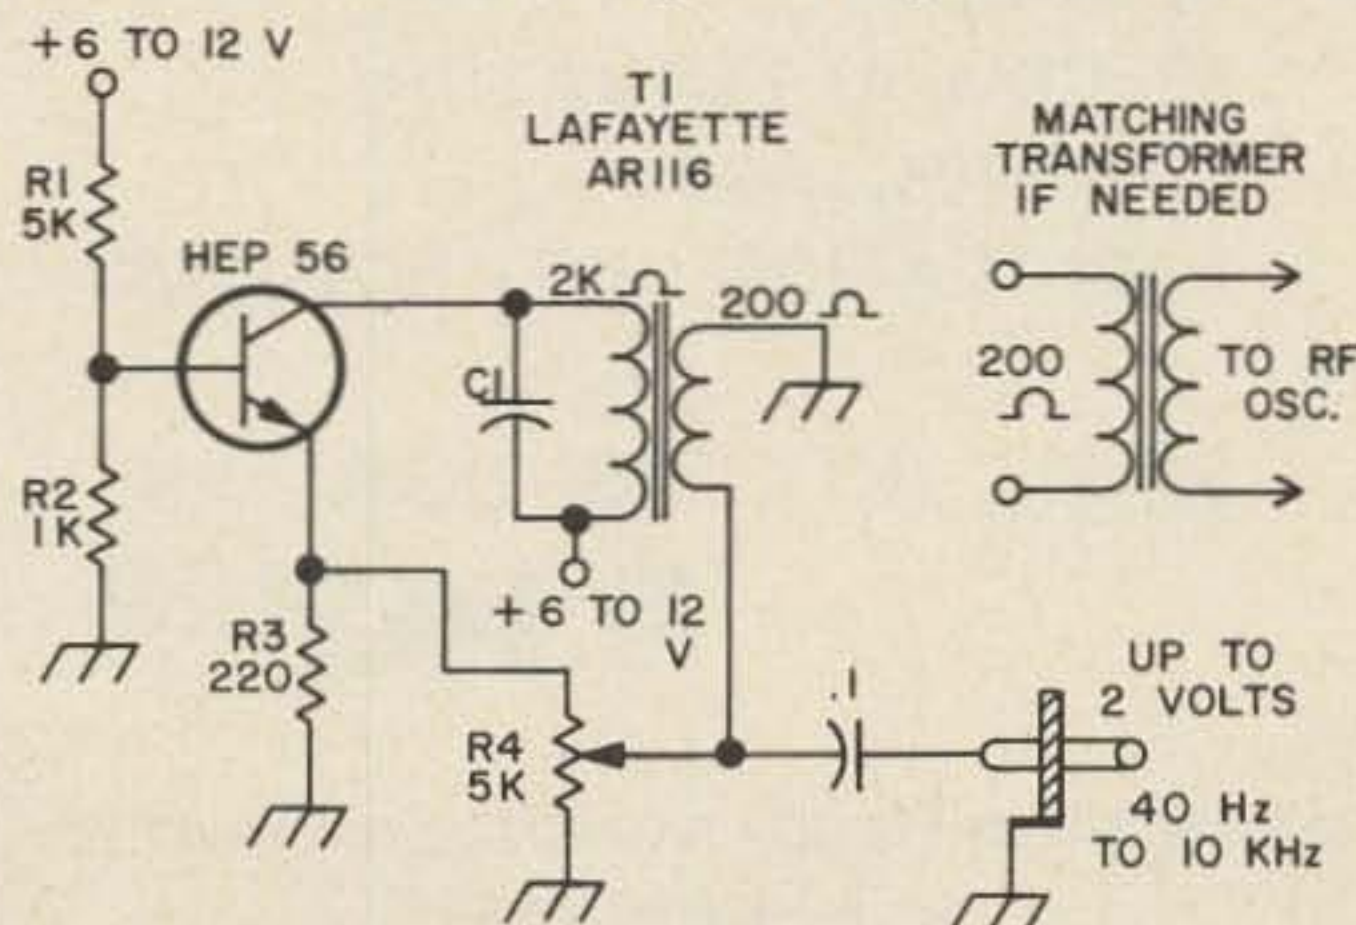 +6 TO 12 V
T1
LAFAYETTE
AR116
MATCHING
TRANSFORMER
IF NEEDED
R1
5K
HEP 56
2K Ω
200 Ω
C1
200
Ω
TO RF
OSC.
R2
1K
+6 TO 12
V
R3
220
R4
5K
.1
UP TO
2 VOLTS
40 Hz
TO 10 KHz